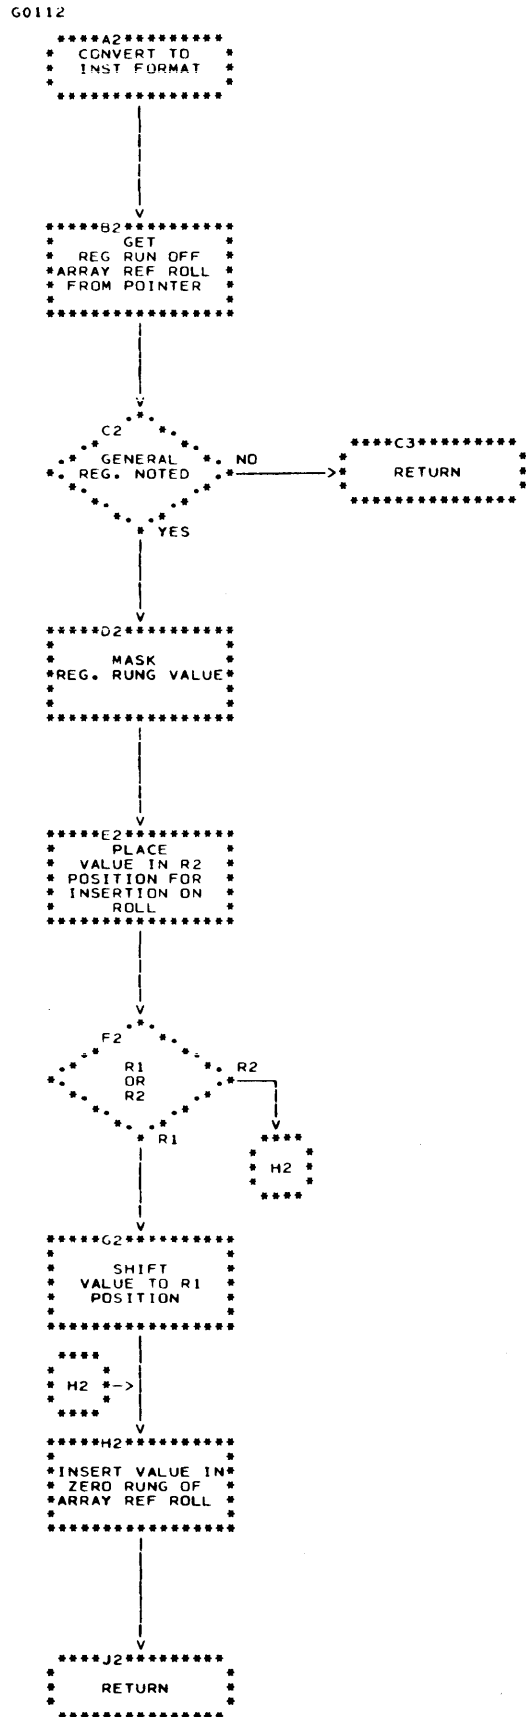 G0112
*****A2*********
CONVERT TO
INST FORMAT
*****B2**********
GET
REG RUN OFF
ARRAY REF ROLL
FROM POINTER
C2
GENERAL
REG. NOTED
NO
YES
****C3*********
RETURN
*****D2**********
MASK
REG. RUNG VALUE
*****E2**********
PLACE
VALUE IN R2
POSITION FOR
INSERTION ON
ROLL
F2
R1
OR
R2
R2
R1
H2
*****G2**********
SHIFT
VALUE TO R1
POSITION
H2
*****H2**********
INSERT VALUE IN
ZERO RUNG OF
ARRAY REF ROLL
****J2*********
RETURN